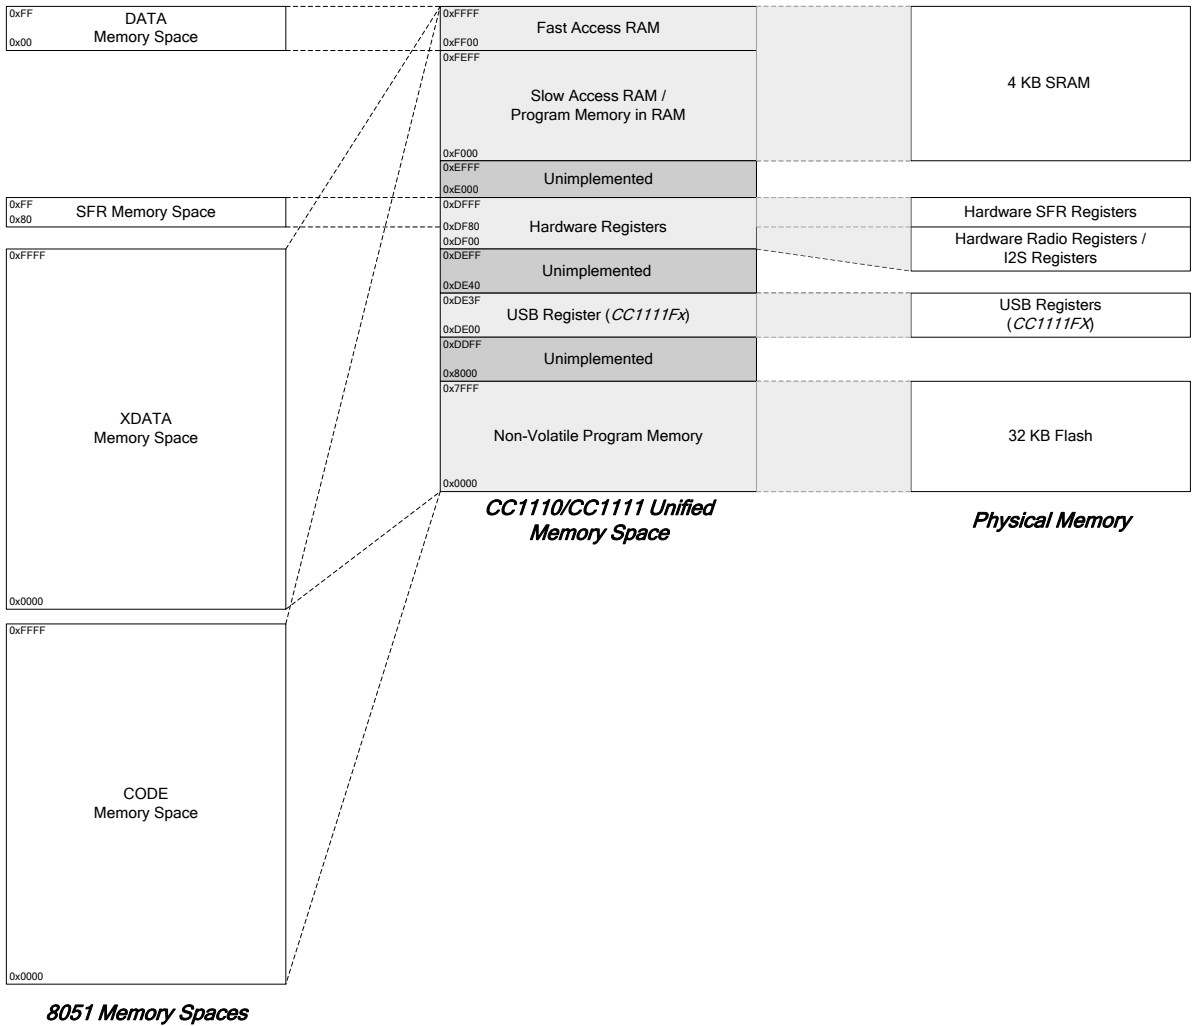 0xFF
DATA
Memory Space
0x00
0xFF
SFR Memory Space
0x80
0xFFFF
XDATA
Memory Space
0x0000
0xFFFF
CODE
Memory Space
0x0000
8051 Memory Spaces
0xFFFF
Fast Access RAM
0xFF00
0xFEFF
Slow Access RAM /
Program Memory in RAM
0xF000
0xEFFF
Unimplemented
0xE000
0xDFFF
Hardware Registers
0xDF80
0xDF00
0xDEFF
Unimplemented
0xDE40
0xDE3F
USB Register (CC1111Fx)
0xDE00
0xDDFF
Unimplemented
0x8000
0x7FFF
Non-Volatile Program Memory
0x0000
CC1110/CC1111 Unified
Memory Space
4 KB SRAM
Hardware SFR Registers
Hardware Radio Registers /
I2S Registers
USB Registers
(CC1111FX)
32 KB Flash
Physical Memory